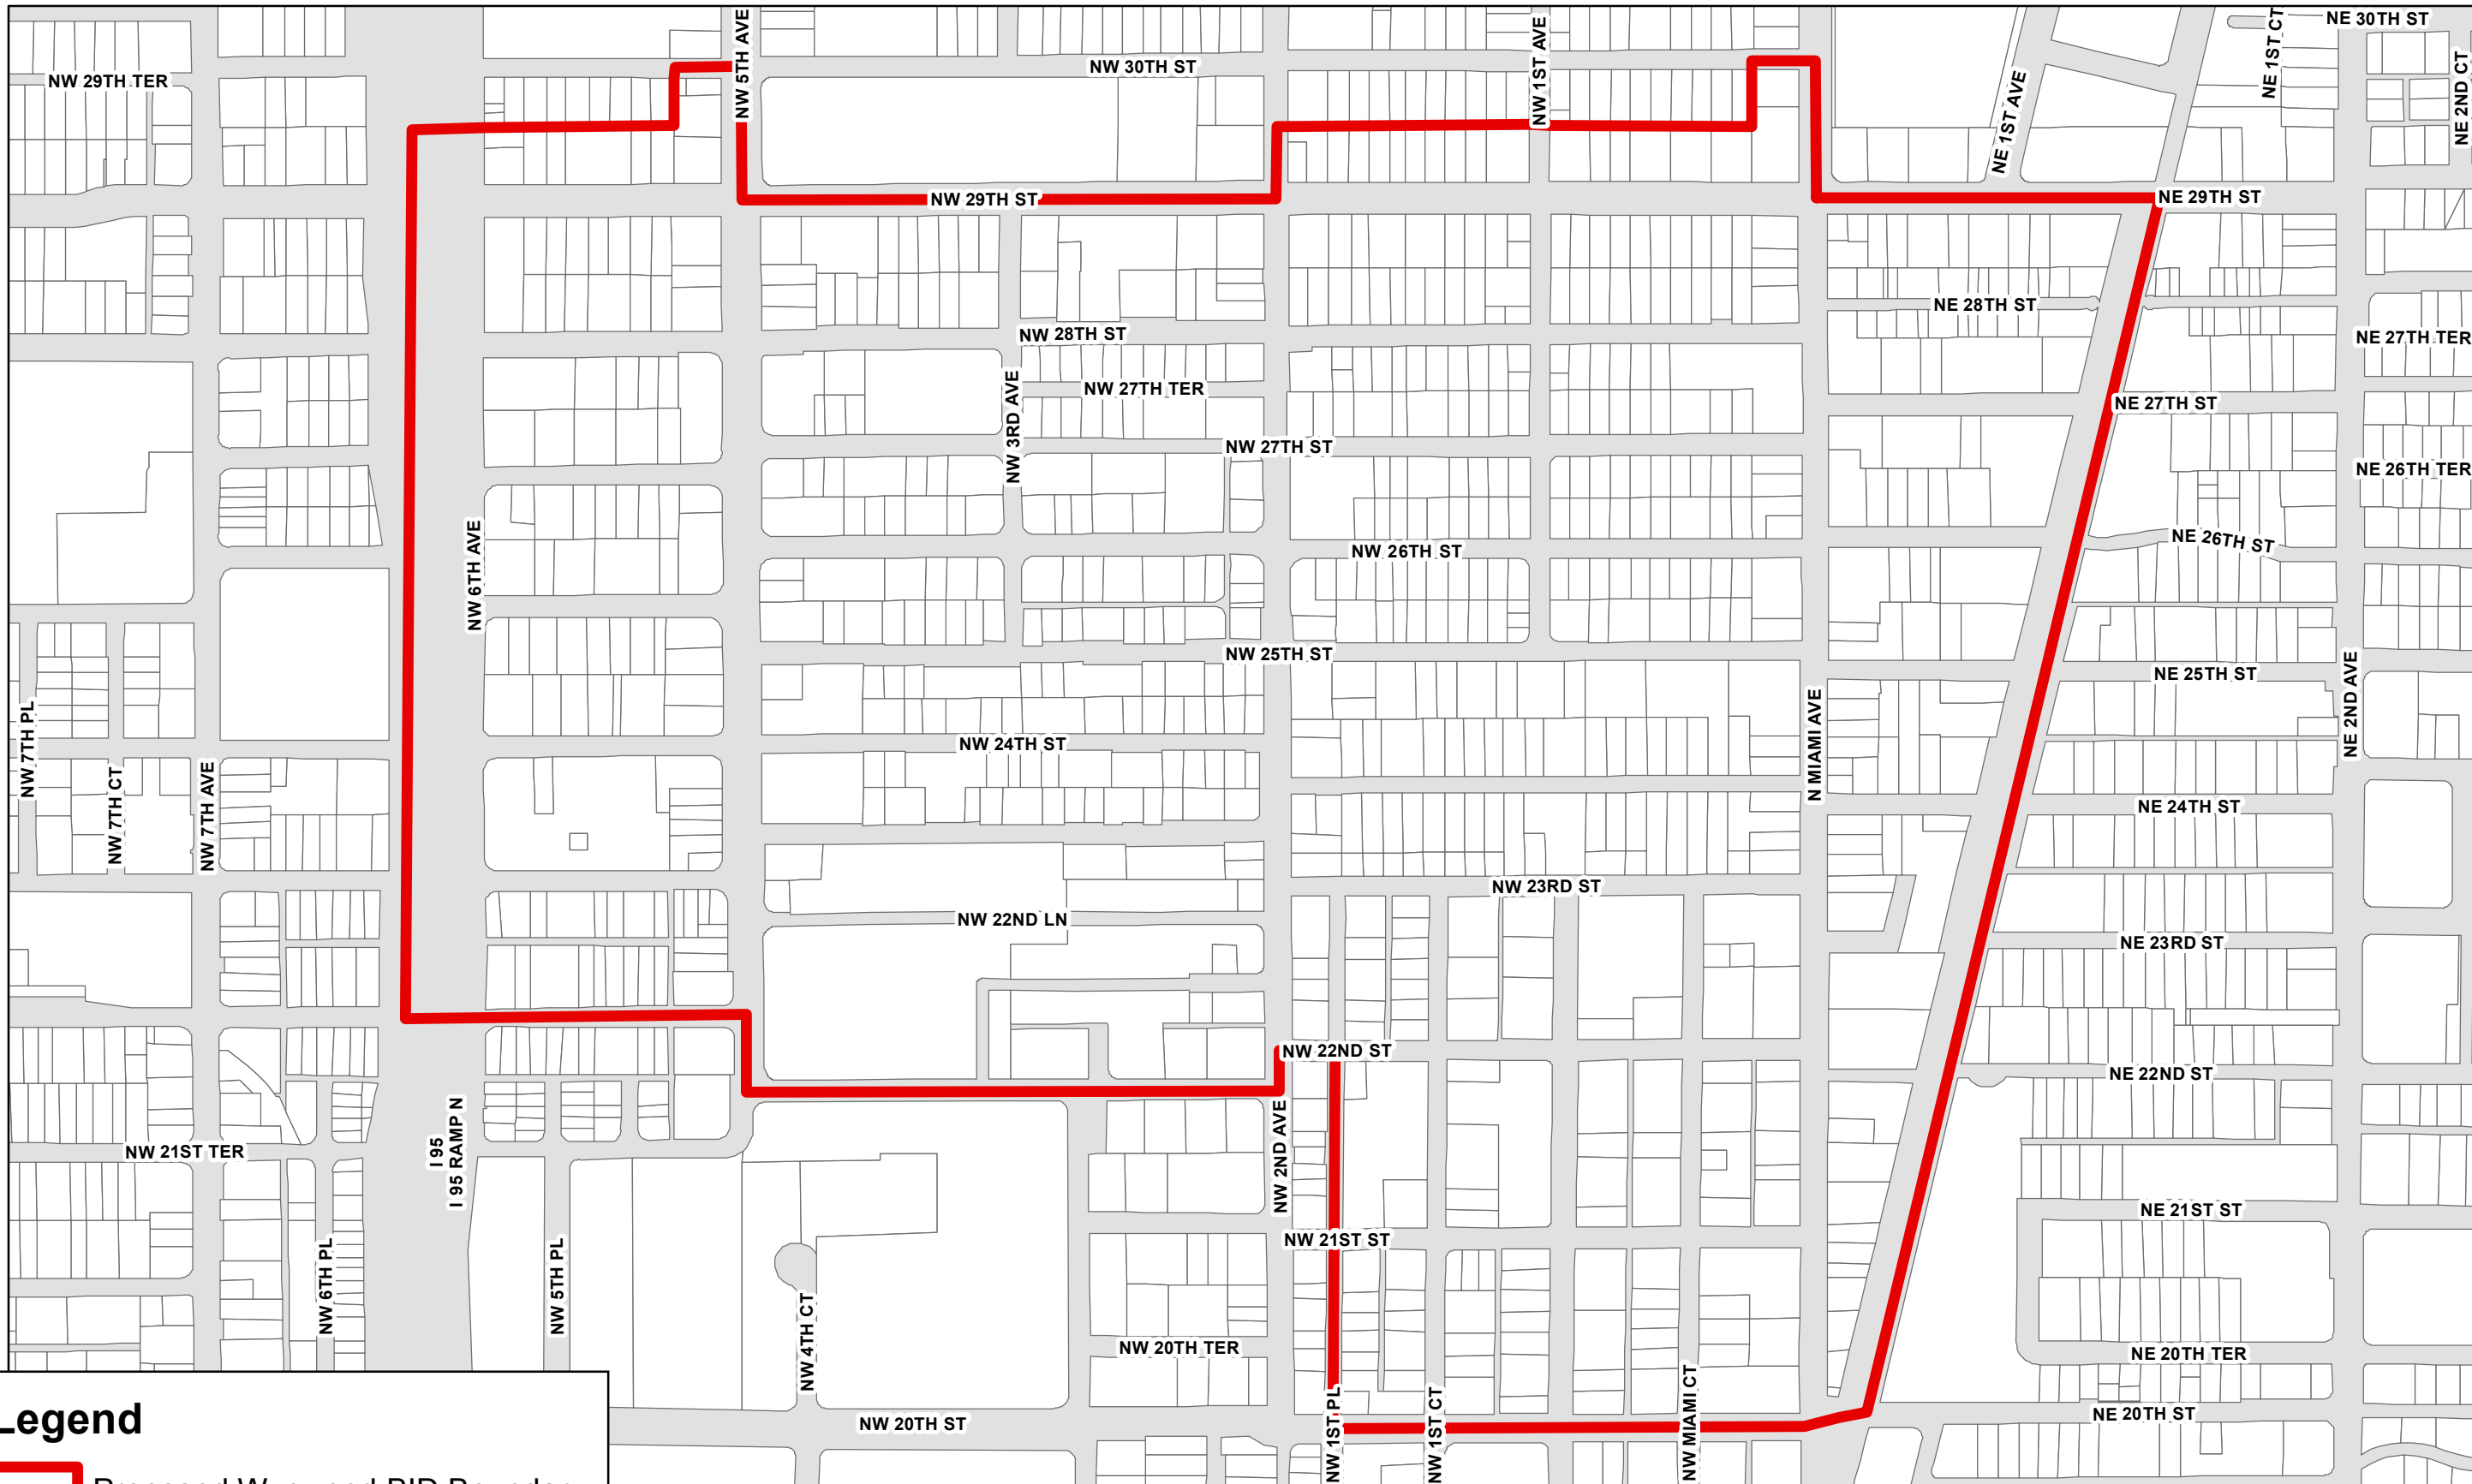 NE 30TH ST
NW 5TH AVE
NW 1ST AVE
NE 1ST CT
NW 30TH ST
NW 29TH TER
NE 2ND CT
NE 1ST AVE
NE 29TH ST
NW 29TH ST
NE 28TH ST
NW 28TH ST
NE 27TH TER
NW 27TH TER
NW 3RD AVE
NE 27TH ST
NW 27TH ST
NE 26TH TER
NE 26TH ST
NW 26TH ST
NW 6TH AVE
NW 25TH ST
NE 25TH ST
NE 2ND AVE
N MIAMI AVE
NW 24TH ST
NW 7TH PL
NW 7TH CT
NW 7TH AVE
NE 24TH ST
NW 23RD ST
NW 22ND LN
NE 23RD ST
NW 22ND ST
NE 22ND ST
I 95
I 95 RAMP N
NW 2ND AVE
NW 21ST TER
NE 21ST ST
NW 21ST ST
NW 6TH PL
NW 5TH PL
NW 4TH CT
NW 20TH TER
NE 20TH TER
NW 1ST PL
NW 1ST CT
NW MIAMI CT
NE 20TH ST
NW 20TH ST
Legend